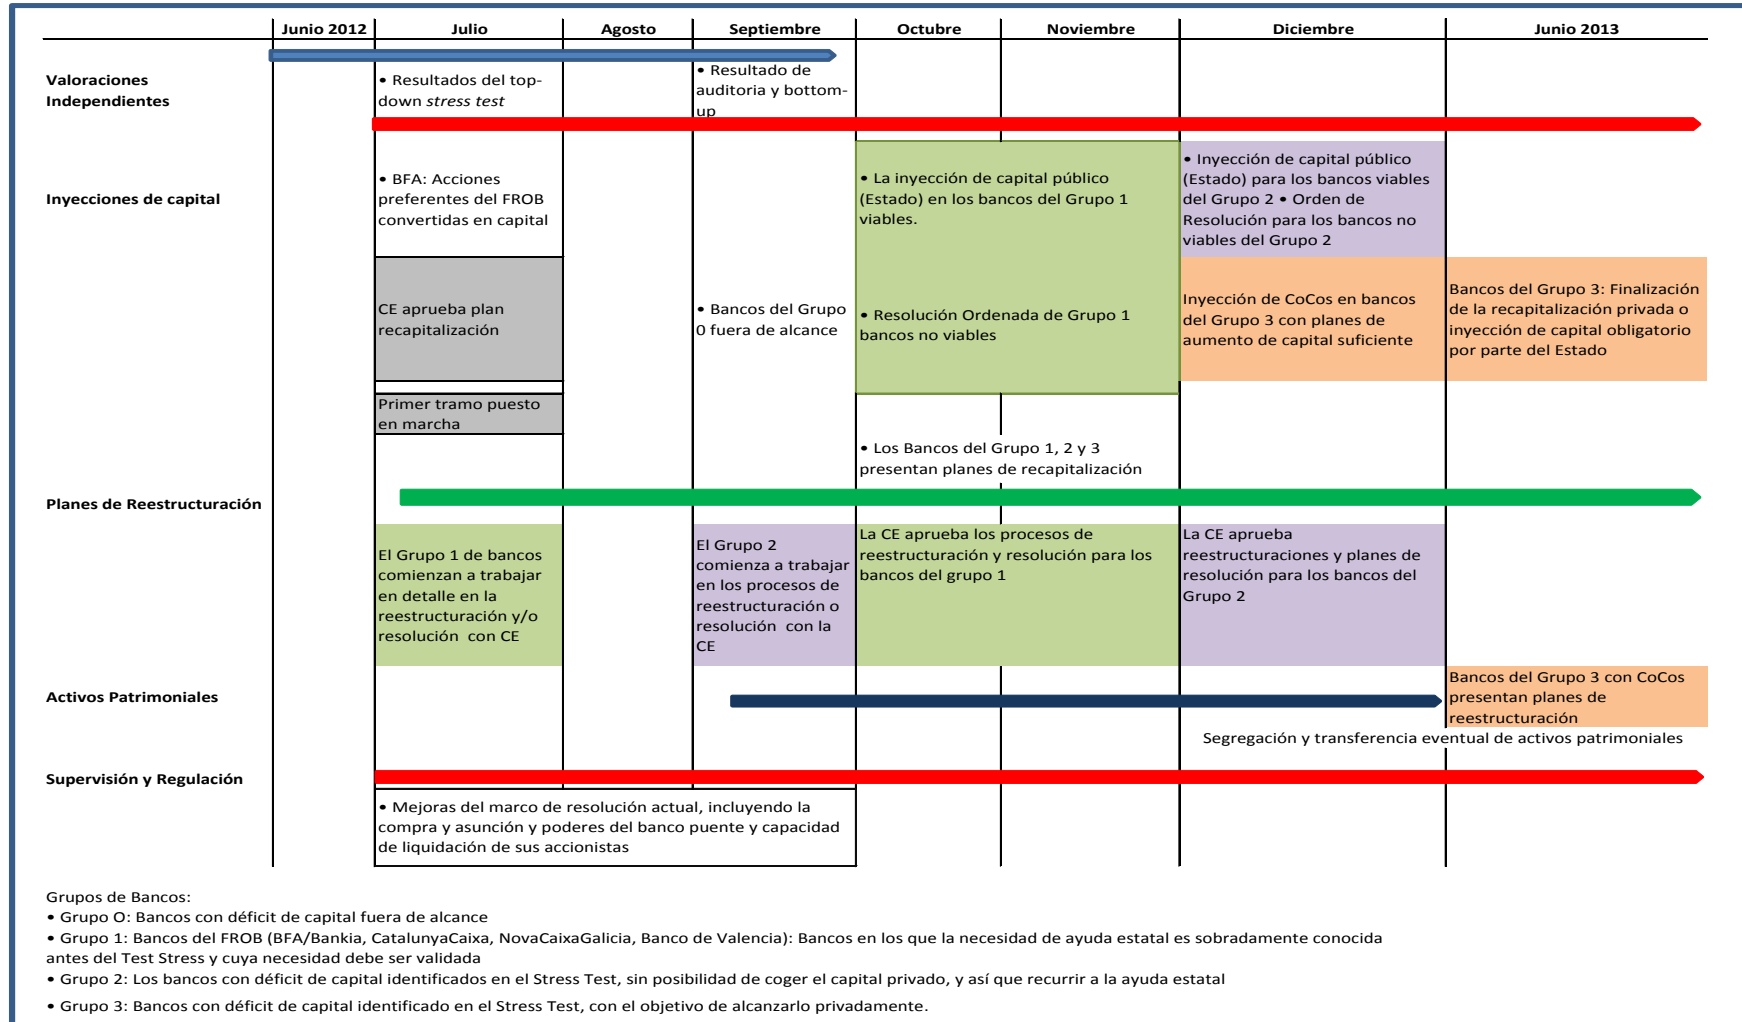 Junio 2012 Julio Agosto Septiembre Octubre Noviembre Diciembre Junio 2013
Valoraciones
Independientes
• Resultados del top-
down stress test
• Resultado de
auditoria y bottom-
up
Inyecciones de capital
• BFA: Acciones
preferentes del FROB
convertidas en capital
• La inyección de capital público
(Estado) en los bancos del Grupo 1
viables.
• Inyección de capital público
(Estado) para los bancos viables
del Grupo 2 • Orden de
Resolución para los bancos no
viables del Grupo 2
CE aprueba plan
recapitalización
• Bancos del Grupo
0 fuera de alcance
• Resolución Ordenada de Grupo 1
bancos no viables
Inyección de CoCos en bancos
del Grupo 3 con planes de
aumento de capital suficiente
Bancos del Grupo 3: Finalización
de la recapitalización privada o
inyección de capital obligatorio
por parte del Estado
Primer tramo puesto
en marcha
• Los Bancos del Grupo 1, 2 y 3
presentan planes de recapitalización
Planes de Reestructuración
El Grupo 1 de bancos
comienzan a trabajar
en detalle en la
reestructuración y/o
resolución con CE
El Grupo 2
comienza a trabajar
en los procesos de
reestructuración o
resolución con la
CE
La CE aprueba los procesos de
reestructuración y resolución para los
bancos del grupo 1
La CE aprueba
reestructuraciones y planes de
resolución para los bancos del
Grupo 2
Activos Patrimoniales
Bancos del Grupo 3 con CoCos
presentan planes de
reestructuración
Segregación y transferencia eventual de activos patrimoniales
Supervisión y Regulación
• Mejoras del marco de resolución actual, incluyendo la
compra y asunción y poderes del banco puente y capacidad
de liquidación de sus accionistas
Grupos de Bancos:
• Grupo O: Bancos con déficit de capital fuera de alcance
• Grupo 1: Bancos del FROB (BFA/Bankia, CatalunyaCaixa, NovaCaixaGalicia, Banco de Valencia): Bancos en los que la necesidad de ayuda estatal es sobradamente conocida
antes del Test Stress y cuya necesidad debe ser validada
• Grupo 2: Los bancos con déficit de capital identificados en el Stress Test, sin posibilidad de coger el capital privado, y así que recurrir a la ayuda estatal
• Grupo 3: Bancos con déficit de capital identificado en el Stress Test, con el objetivo de alcanzarlo privadamente.